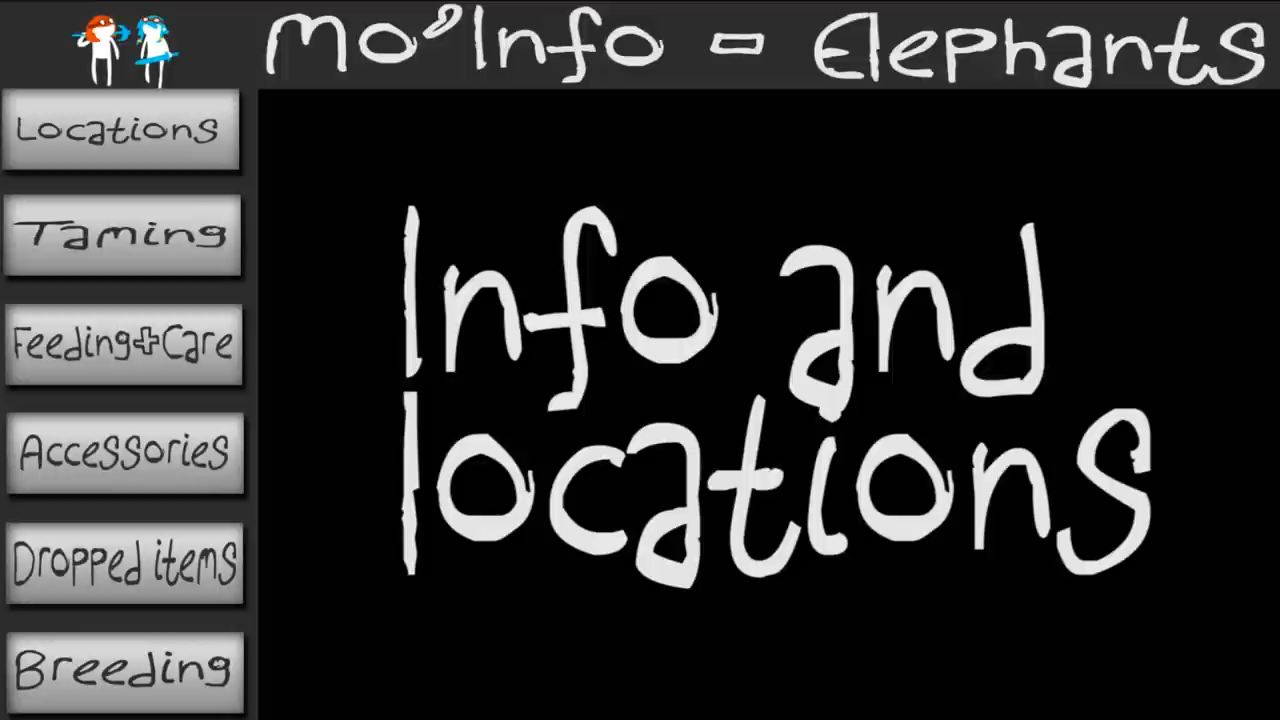 Mo'Info - Elephants
Locations
Taming
Feeding+Care
Accessories
Dropped items
Breeding
Info and
locations